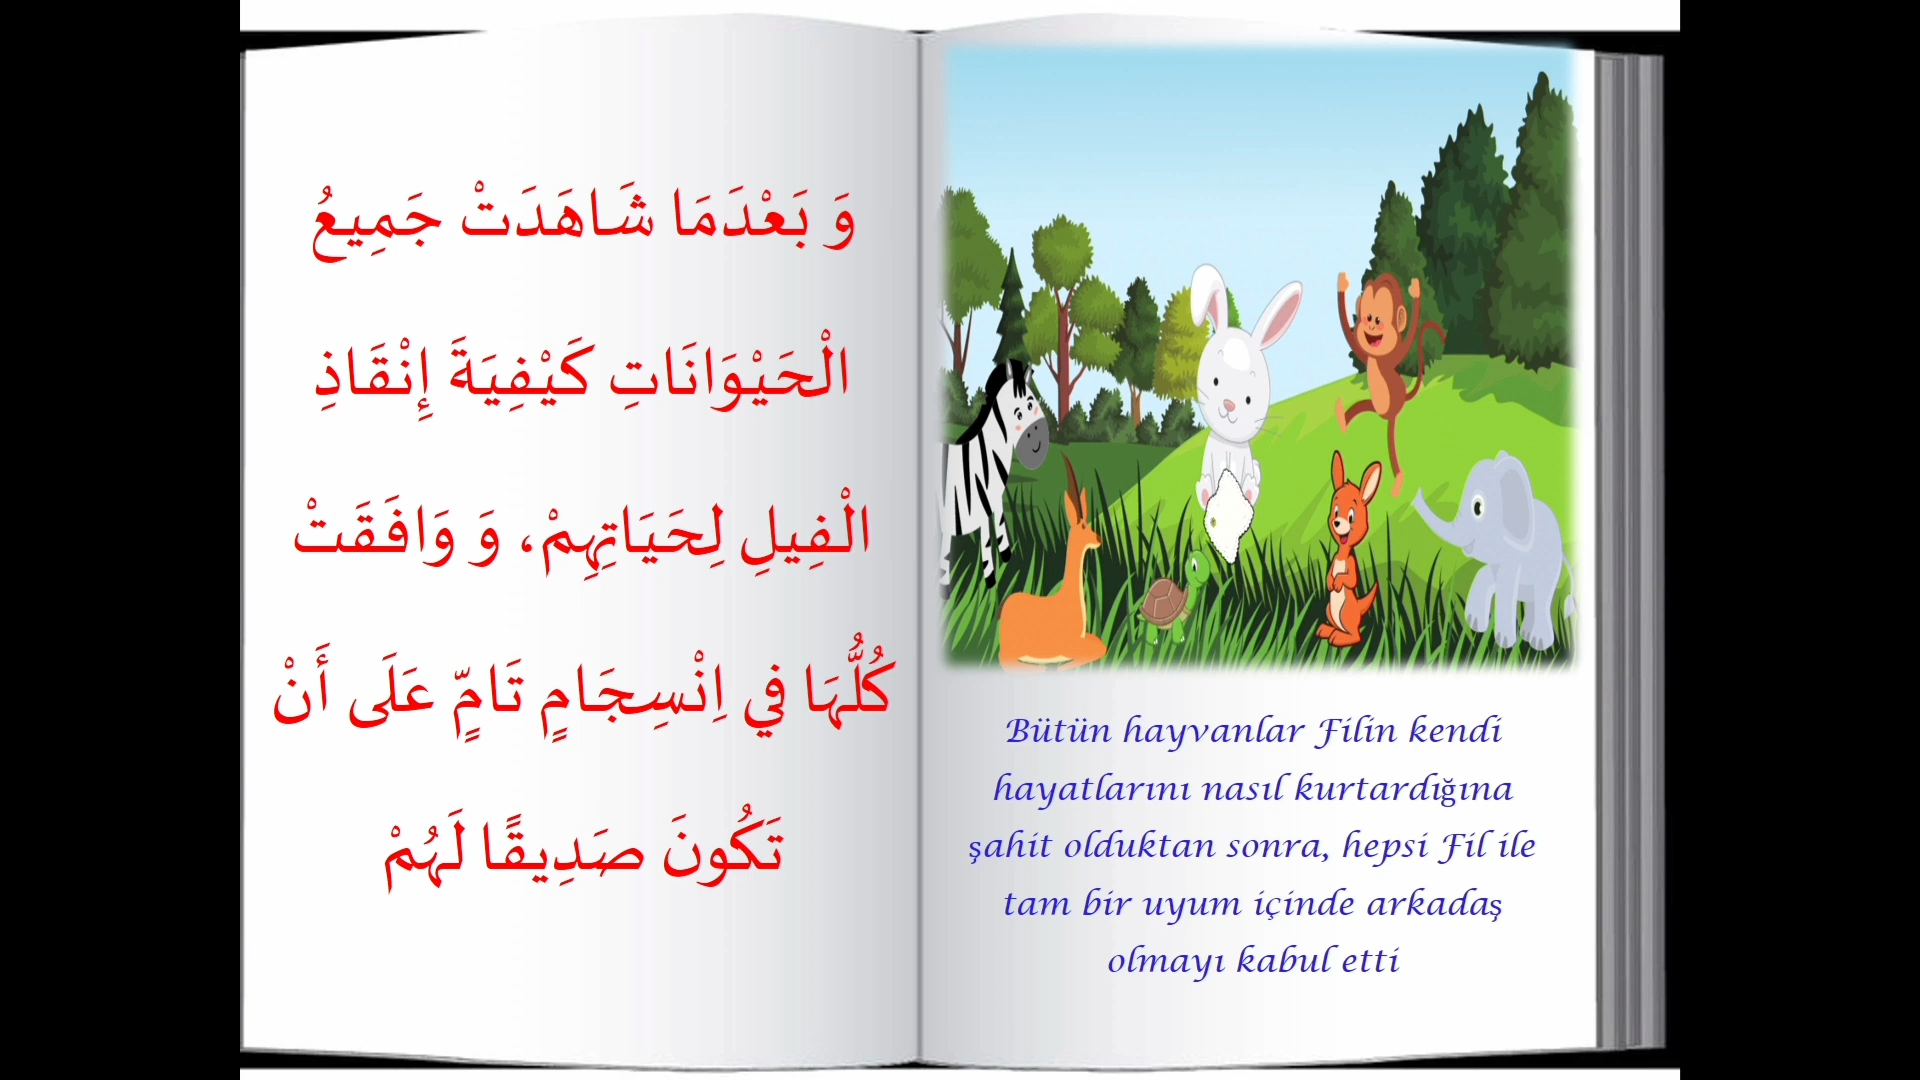 وَ بَعْدَمَا شَاهَدَتْ جَمِيعُ
الْحَيْوَانَاتِ كَيْفِيَةَ إِنْقَاذِ
الْفِيلِ لِحَيَاتِهِمْ، وَ وَافَقَتْ
كُلُّهَا فِي اِنْسِجَامٍ تَامٍّ عَلَى أَنْ
تَكُونَ صَدِيقًا لَهُمْ
Bütün hayvanlar Filin kendi
hayatlarını nasıl kurtardığına
şahit olduktan sonra, hepsi Fil ile
tam bir uyum içinde arkadaş
olmayı kabul etti